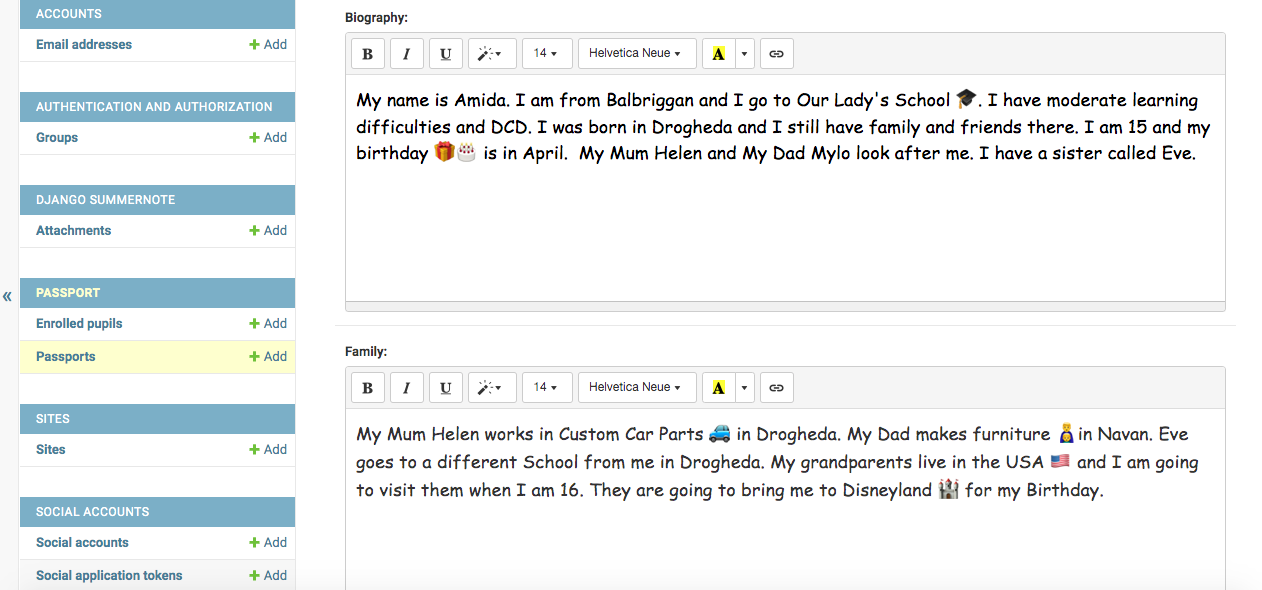 ACCOUNTS
Email addresses + Add
AUTHENTICATION AND AUTHORIZATION
Groups + Add
DJANGO SUMMERNOTE
Attachments + Add
«
PASSPORT
Enrolled pupils + Add
Passports + Add
SITES
Sites + Add
SOCIAL ACCOUNTS
Social accounts + Add
Social application tokens + Add
Biography:
B I U 14 Helvetica Neue A
My name is Amida. I am from Balbriggan and I go to Our Lady's School 🎓. I have moderate learning
difficulties and DCD. I was born in Drogheda and I still have family and friends there. I am 15 and my
birthday 🎁🎂 is in April. My Mum Helen and My Dad Mylo look after me. I have a sister called Eve.
Family:
B I U 14 Helvetica Neue A
My Mum Helen works in Custom Car Parts 🚙 in Drogheda. My Dad makes furniture in Navan. Eve
goes to a different School from me in Drogheda. My grandparents live in the USA 🇺🇸 and I am going
to visit them when I am 16. They are going to bring me to Disneyland 🏰 for my Birthday.